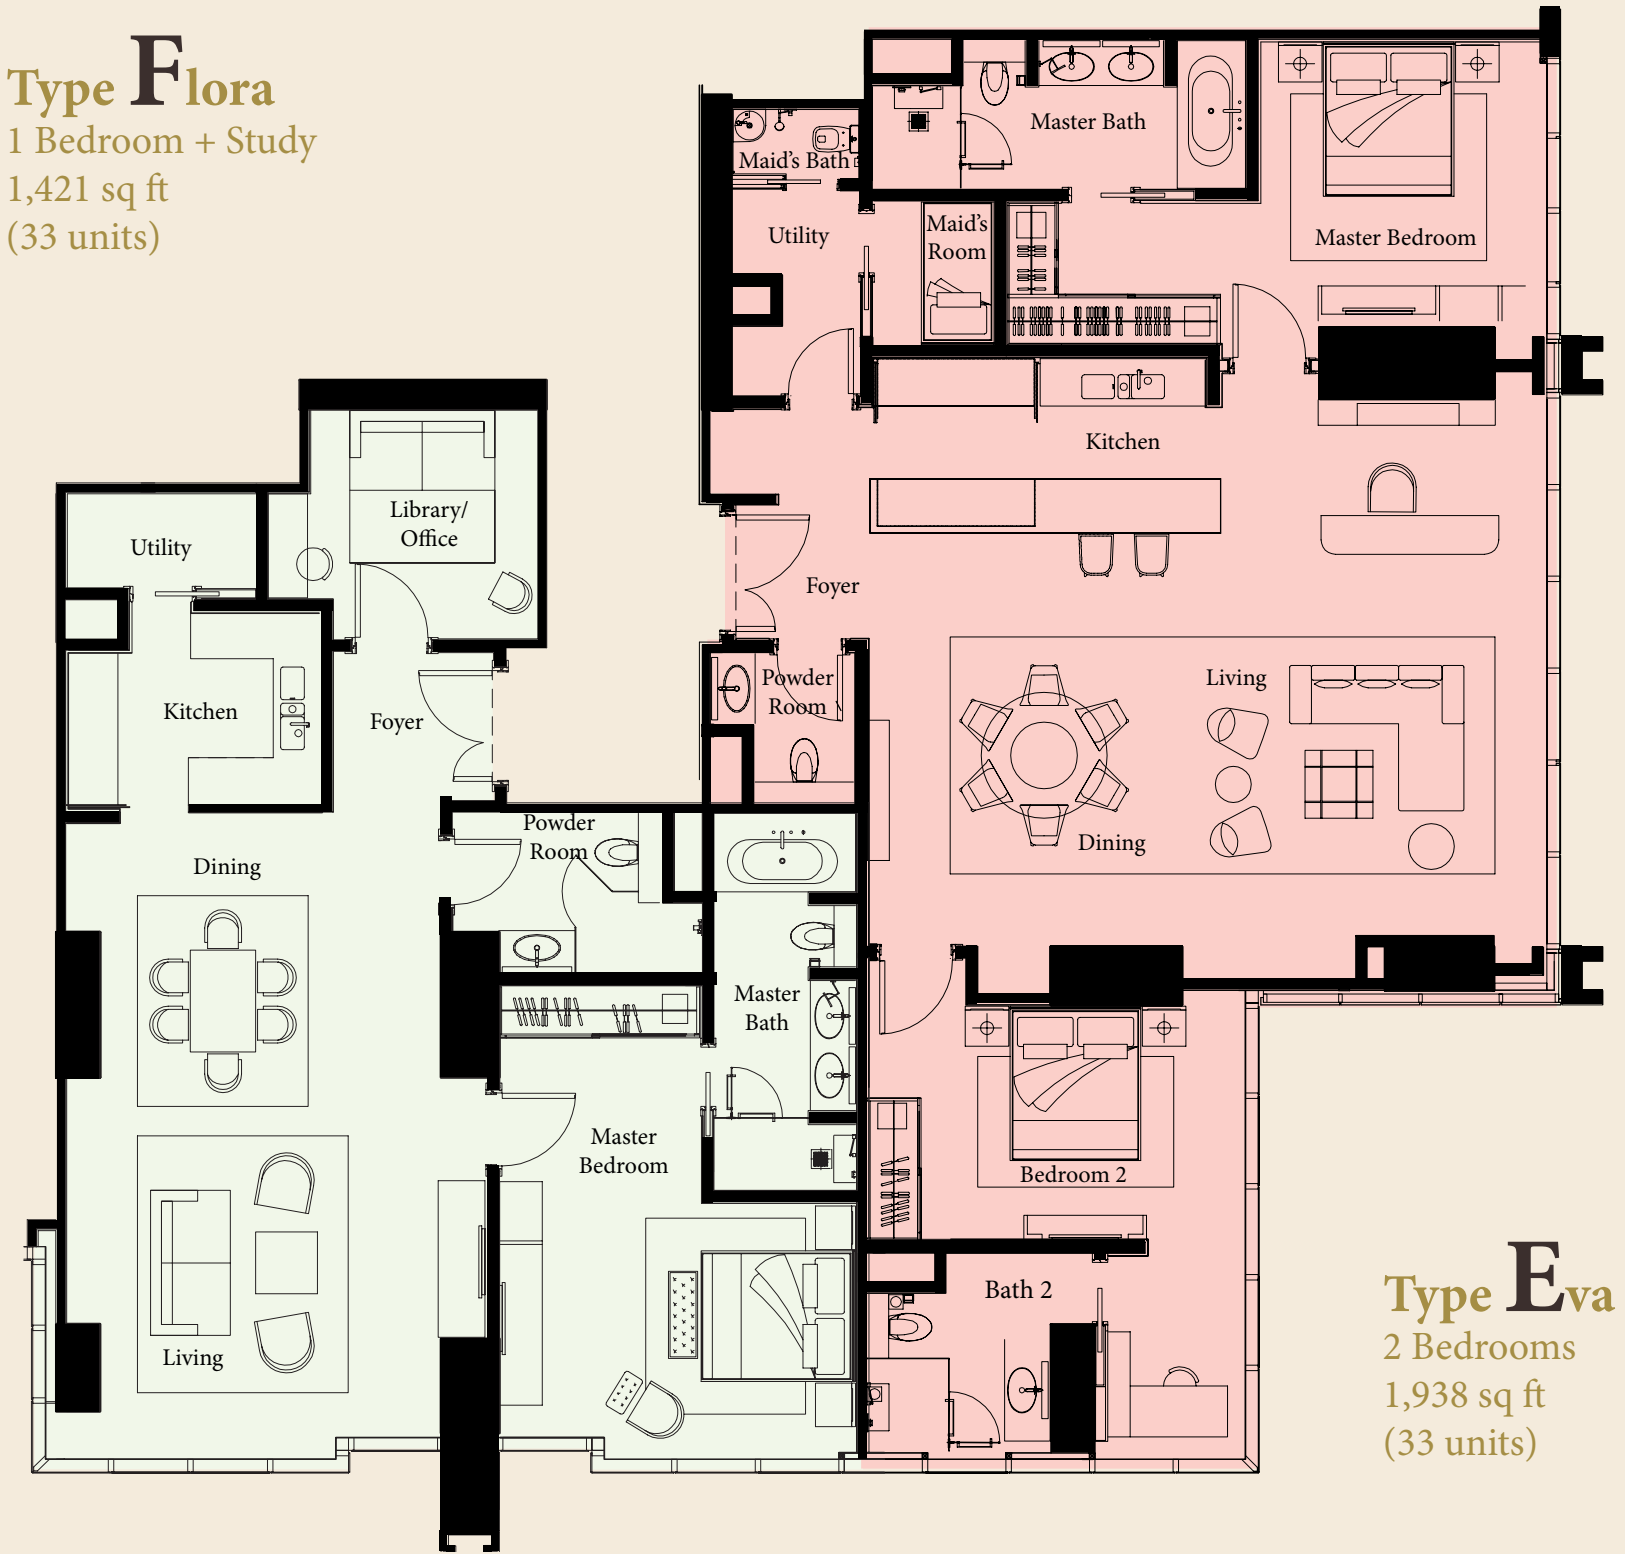 Type Flora
1 Bedroom + Study
1,421 sq ft
(33 units)
Master Bath
Maid's Bath
Utility
Maid's
Room
Master Bedroom
Kitchen
Foyer
Powder
Room
Living
Dining
Bedroom 2
Bath 2
Library/
Office
Utility
Kitchen
Foyer
Powder
Room
Dining
Master
Bath
Master
Bedroom
Living
Type Eva
2 Bedrooms
1,938 sq ft
(33 units)